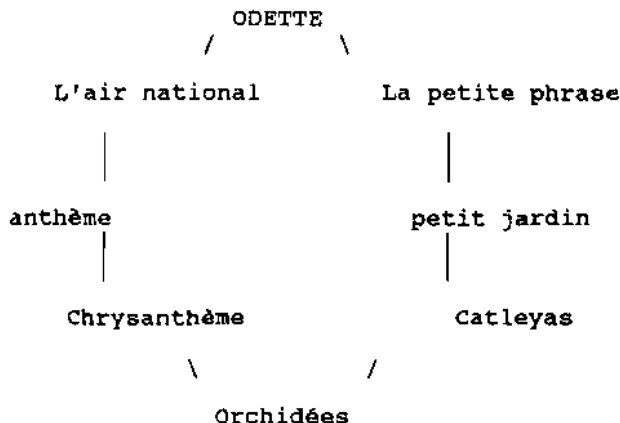 ODETTE
L'air national La petite phrase
anthème petit jardin
Chrysanthème Catleyas
Orchidées